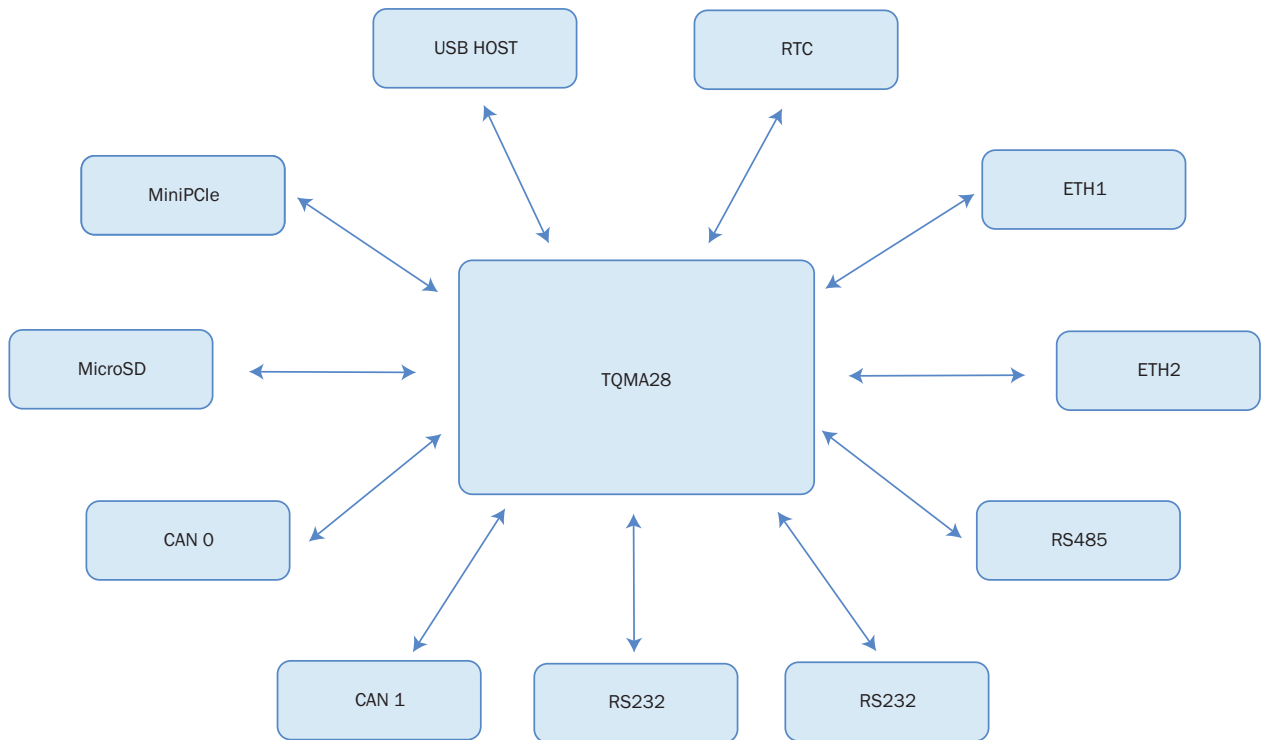 USB HOST
RTC
MiniPCIe
ETH1
MicroSD
TQMA28
ETH2
CAN 0
RS485
CAN 1
RS232
RS232